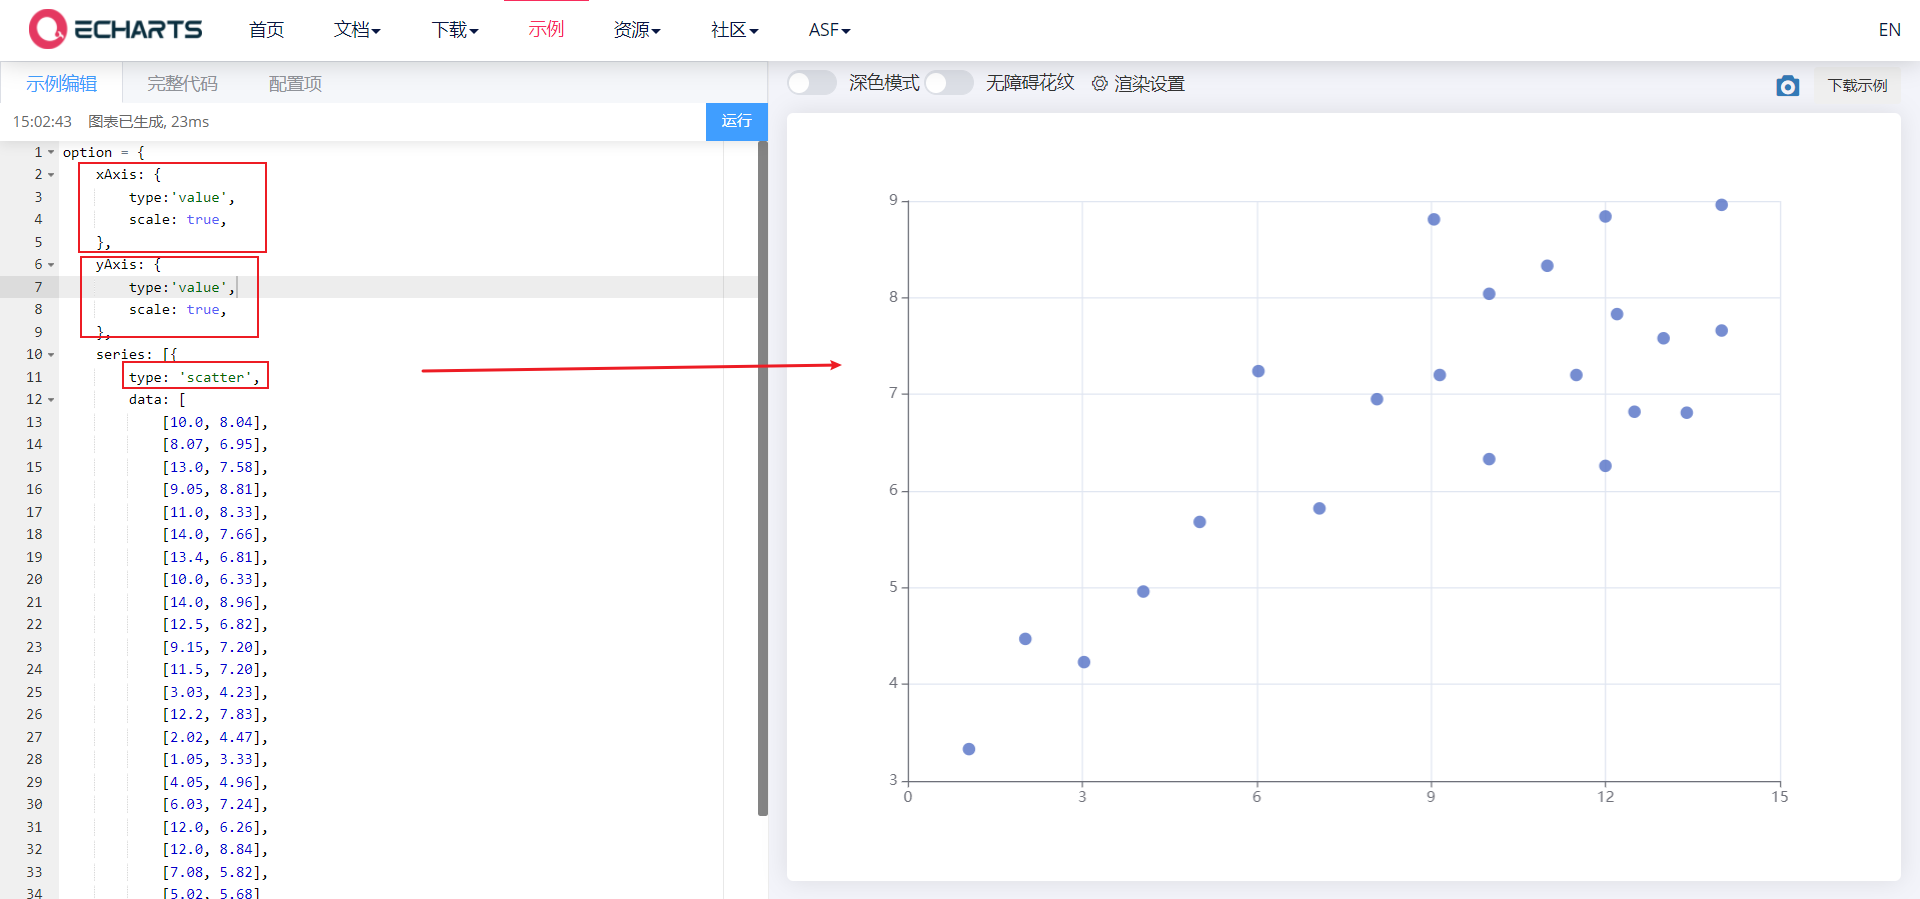 ECHARTS 首页 文档 下载 示例 资源 社区 ASF EN
示例编辑 完整代码 配置项
15:02:43 图表已生成, 23ms 运行
1 option = {
2 xAxis: {
3 type:'value',
4 scale: true,
5 },
6 yAxis: {
7 type:'value',
8 scale: true,
9 },
10 series: [{
11 type: 'scatter',
12 data: [
13 [10.0, 8.04],
14 [8.07, 6.95],
15 [13.0, 7.58],
16 [9.05, 8.81],
17 [11.0, 8.33],
18 [14.0, 7.66],
19 [13.4, 6.81],
20 [10.0, 6.33],
21 [14.0, 8.96],
22 [12.5, 6.82],
23 [9.15, 7.20],
24 [11.5, 7.20],
25 [3.03, 4.23],
26 [12.2, 7.83],
27 [2.02, 4.47],
28 [1.05, 3.33],
29 [4.05, 4.96],
30 [6.03, 7.24],
31 [12.0, 6.26],
32 [12.0, 8.84],
33 [7.08, 5.82],
34 [5.02, 5.68]
深色模式 无障碍花纹 渲染设置 下载示例
9
8
7
6
5
4
3
0 3 6 9 12 15